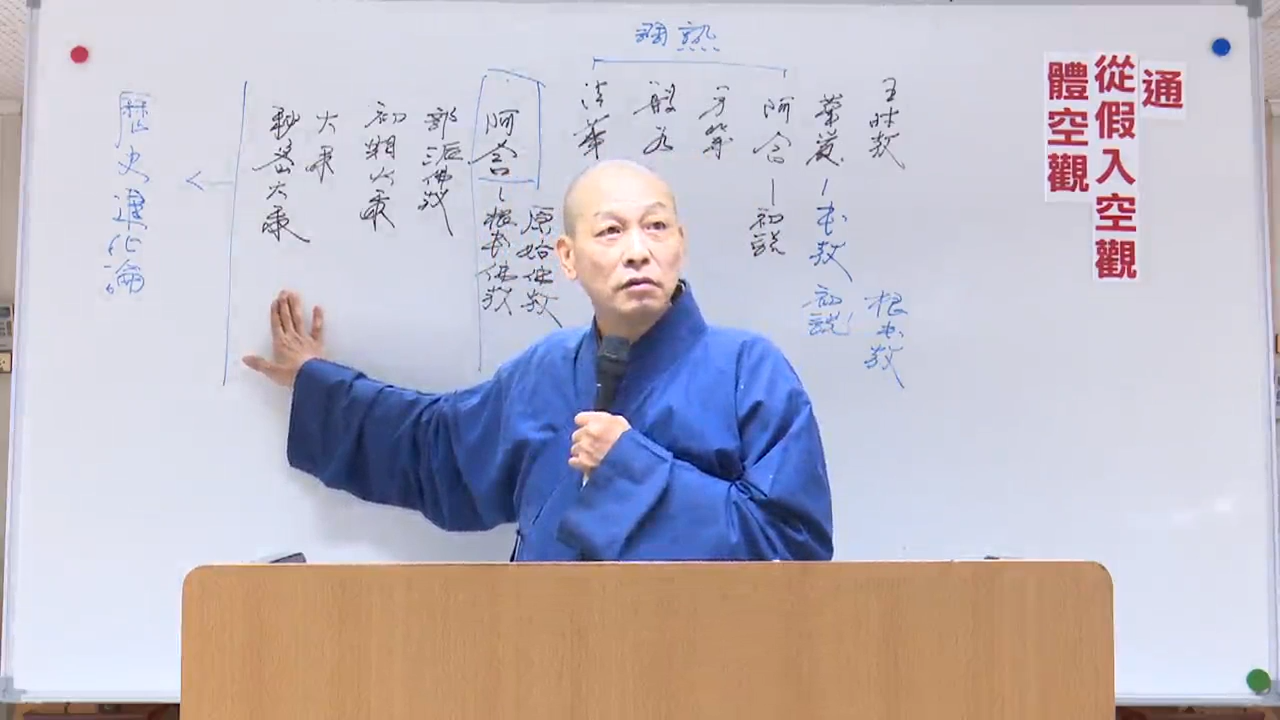 通
從假入空觀
體空觀
調熟
五時教
根本教
華嚴-本教
初說
阿含-初說
方等
般若
法華
原始佛教
阿含-根本佛教
部派佛教
初期大乘
大乘
秘密大乘
歷史進化論